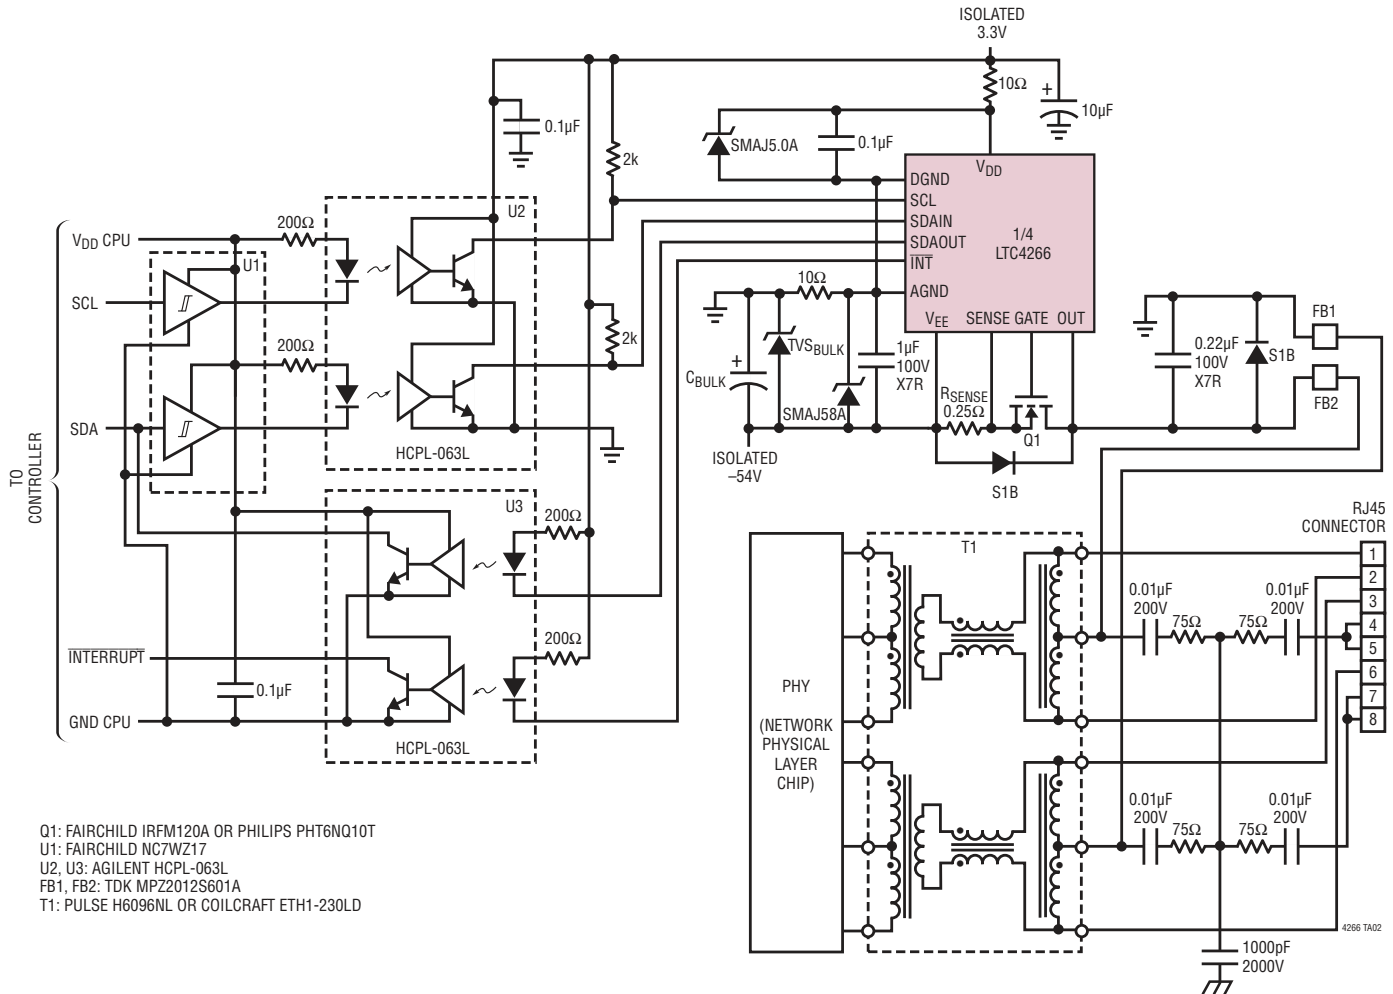 ISOLATED
3.3V
10Ω
+
10µF
0.1µF
SMAJ5.0A
0.1µF
2k
VDD
DGND
SCL
SDAIN
SDAOUT
INT
AGND
VEE
SENSE
GATE
OUT
1/4
LTC4266
U2
200Ω
VDD CPU
U1
SCL
200Ω
SDA
HCPL-063L
2k
TO
CONTROLLER
10Ω
TVSBULK
+
CBULK
SMAJ58A
1µF
100V
X7R
RSENSE
0.25Ω
Q1
S1B
ISOLATED
–54V
0.22µF
100V
X7R
S1B
FB1
FB2
U3
200Ω
200Ω
INTERRUPT
0.1µF
GND CPU
HCPL-063L
PHY
(NETWORK
PHYSICAL
LAYER
CHIP)
T1
RJ45
CONNECTOR
1
2
3
4
5
6
7
8
0.01µF
200V
75Ω
75Ω
0.01µF
200V
0.01µF
200V
75Ω
75Ω
0.01µF
200V
1000pF
2000V
4266 TA02
Q1: FAIRCHILD IRFM120A OR PHILIPS PHT6NQ10T
U1: FAIRCHILD NC7WZ17
U2, U3: AGILENT HCPL-063L
FB1, FB2: TDK MPZ2012S601A
T1: PULSE H6096NL OR COILCRAFT ETH1-230LD